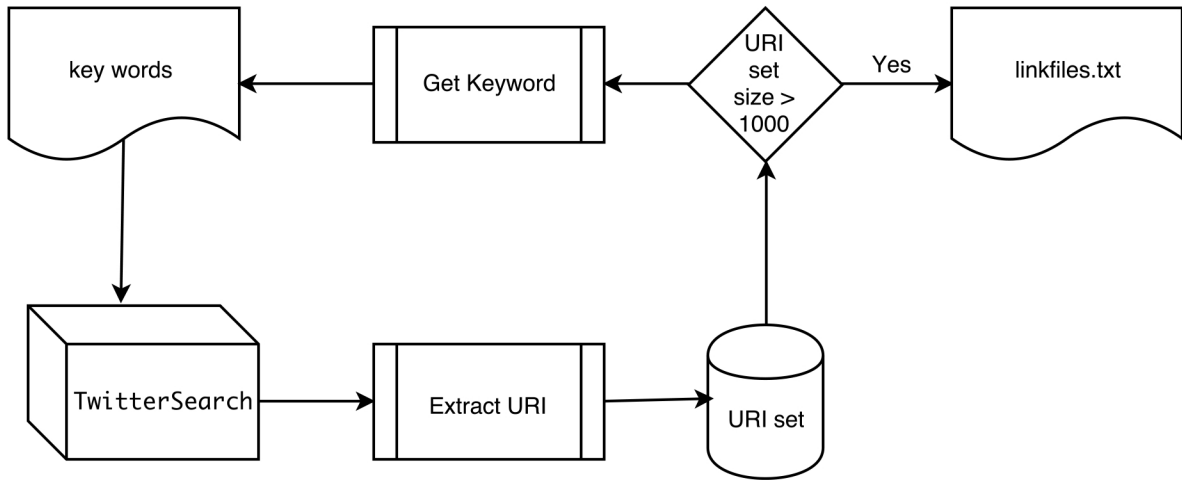 key words
Get Keyword
URI
set
size >
1000
Yes
linkfiles.txt
TwitterSearch
Extract URI
URI set